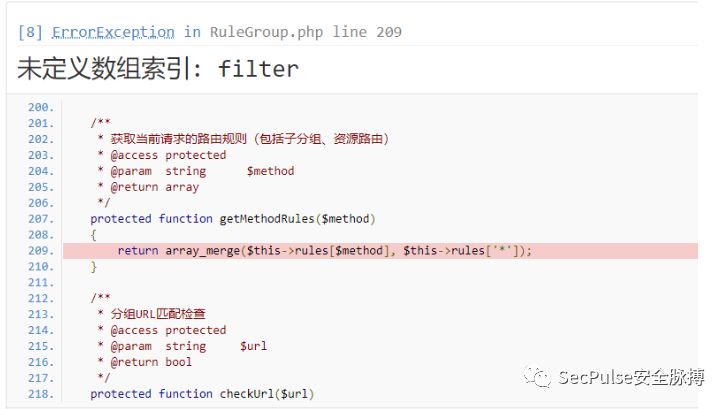 [8] ErrorException in RuleGroup.php line 209
未定义数组索引: filter
200.
201. /**
202. * 获取当前请求的路由规则（包括子分组、资源路由）
203. * @access protected
204. * @param string $method
205. * @return array
206. */
207. protected function getMethodRules($method)
208. {
209. return array_merge($this->rules[$method], $this->rules['*']);
210. }
211.
212. /**
213. * 分组URL匹配检查
214. * @access protected
215. * @param string $url
216. * @return bool
217. */
218. protected function checkUrl($url)
SecPulse安全脉搏